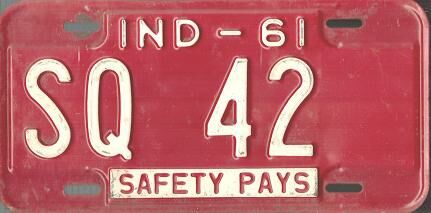 IND - 61
SQ 42
SAFETY PAYS